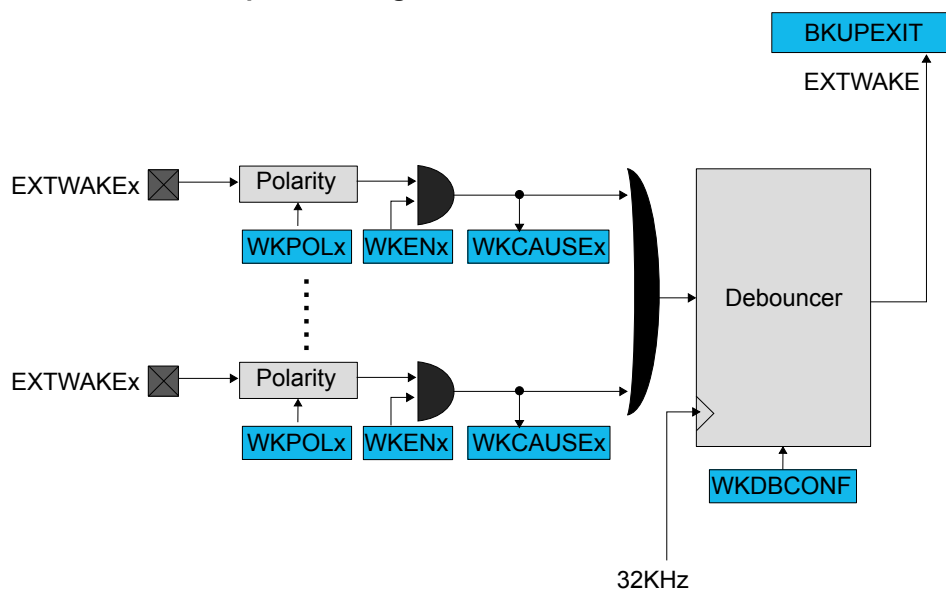 BKUPEXIT
EXTWAKE
EXTWAKEx
Polarity
WKPOLx
WKENx
WKCAUSEx
Debouncer
EXTWAKEx
Polarity
WKPOLx
WKENx
WKCAUSEx
WKDBCONF
32KHz